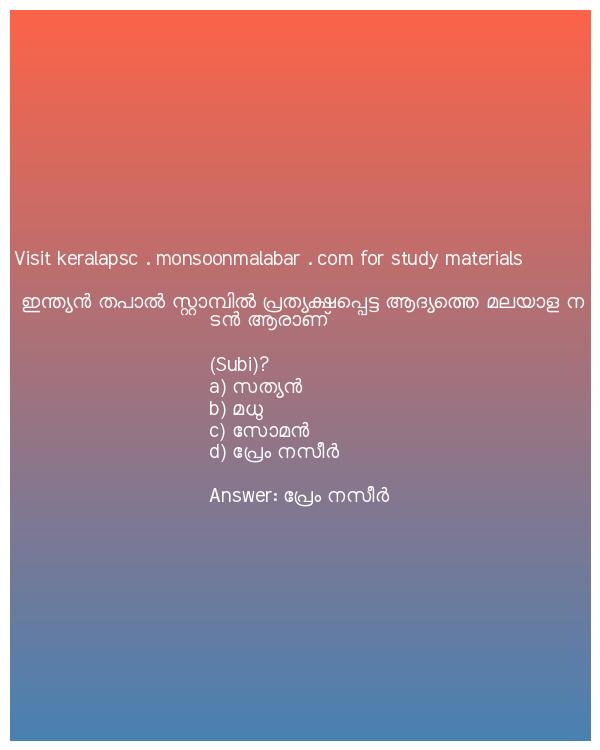 Visit keralapsc . monsoonmalabar . com for study materials
ഇന്ത്യൻ തപാൽ സ്റ്റാമ്പിൽ പ്രത്യക്ഷപ്പെട്ട ആദ്യത്തെ മലയാള ന
ടൻ ആരാണ്
(Subi)?
a) സത്യൻ
b) മധു
c) സോമൻ
d) പ്രേം നസീർ
Answer: പ്രേം നസീർ